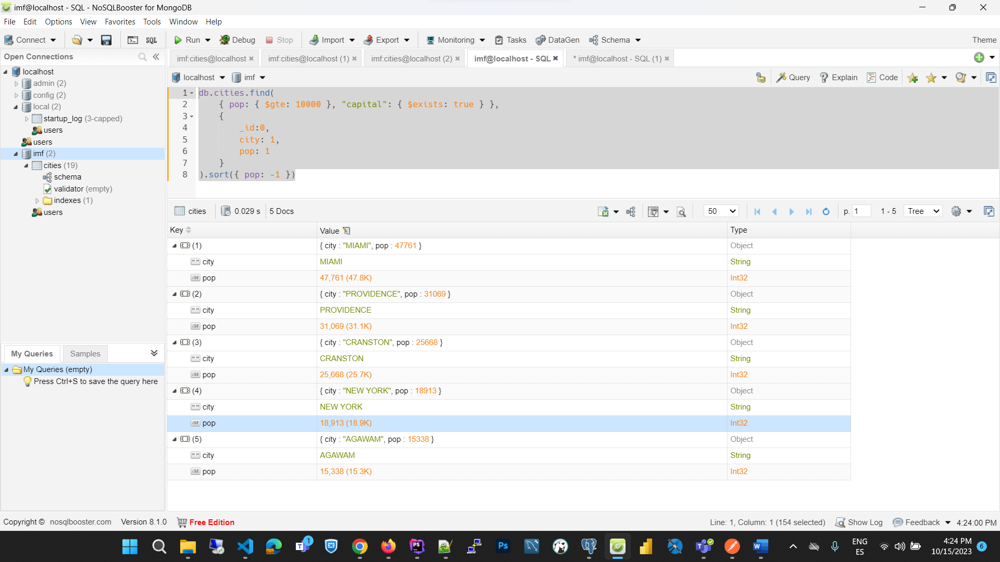 imf@localhost - SQL - NoSQLBooster for MongoDB
File Edit Options View Favorites Tools Window Help
Connect SQL Run Debug Stop Import Export Monitoring Tasks DataGen Schema Theme
Open Connections
imf:cities@localhost imf:cities@localhost (1) imf:cities@localhost (2) imf@localhost - SQL * imf@localhost - SQL (1)
localhost imf Query Explain Code
localhost
admin (2)
config (2)
local (2)
startup_log (3-capped)
users
users
imf (2)
cities (19)
schema
validator (empty)
indexes (1)
users
1 db.cities.find(
2 { pop: { $gte: 10000 }, "capital": { $exists: true } },
3 {
4 _id:0,
5 city: 1,
6 pop: 1
7 }
8 ).sort({ pop: -1 })
cities 0.029 s 5 Docs 50 p. 1 1 - 5 Tree
Key Value Type
(1) { city : "MIAMI", pop : 47761 } Object
city MIAMI String
pop 47,761 (47.8K) Int32
(2) { city : "PROVIDENCE", pop : 31069 } Object
city PROVIDENCE String
pop 31,069 (31.1K) Int32
(3) { city : "CRANSTON", pop : 25668 } Object
city CRANSTON String
pop 25,668 (25.7K) Int32
(4) { city : "NEW YORK", pop : 18913 } Object
city NEW YORK String
pop 18,913 (18.9K) Int32
(5) { city : "AGAWAM", pop : 15338 } Object
city AGAWAM String
pop 15,338 (15.3K) Int32
My Queries Samples
My Queries (empty)
Press Ctrl+S to save the query here
Copyright © nosqlbooster.com Version 8.1.0 Free Edition Line: 1, Column: 1 (154 selected) Show Log Feedback 4:24:00 PM
1 PS Ps W
ENG
ES
4:24 PM
10/15/2023
6